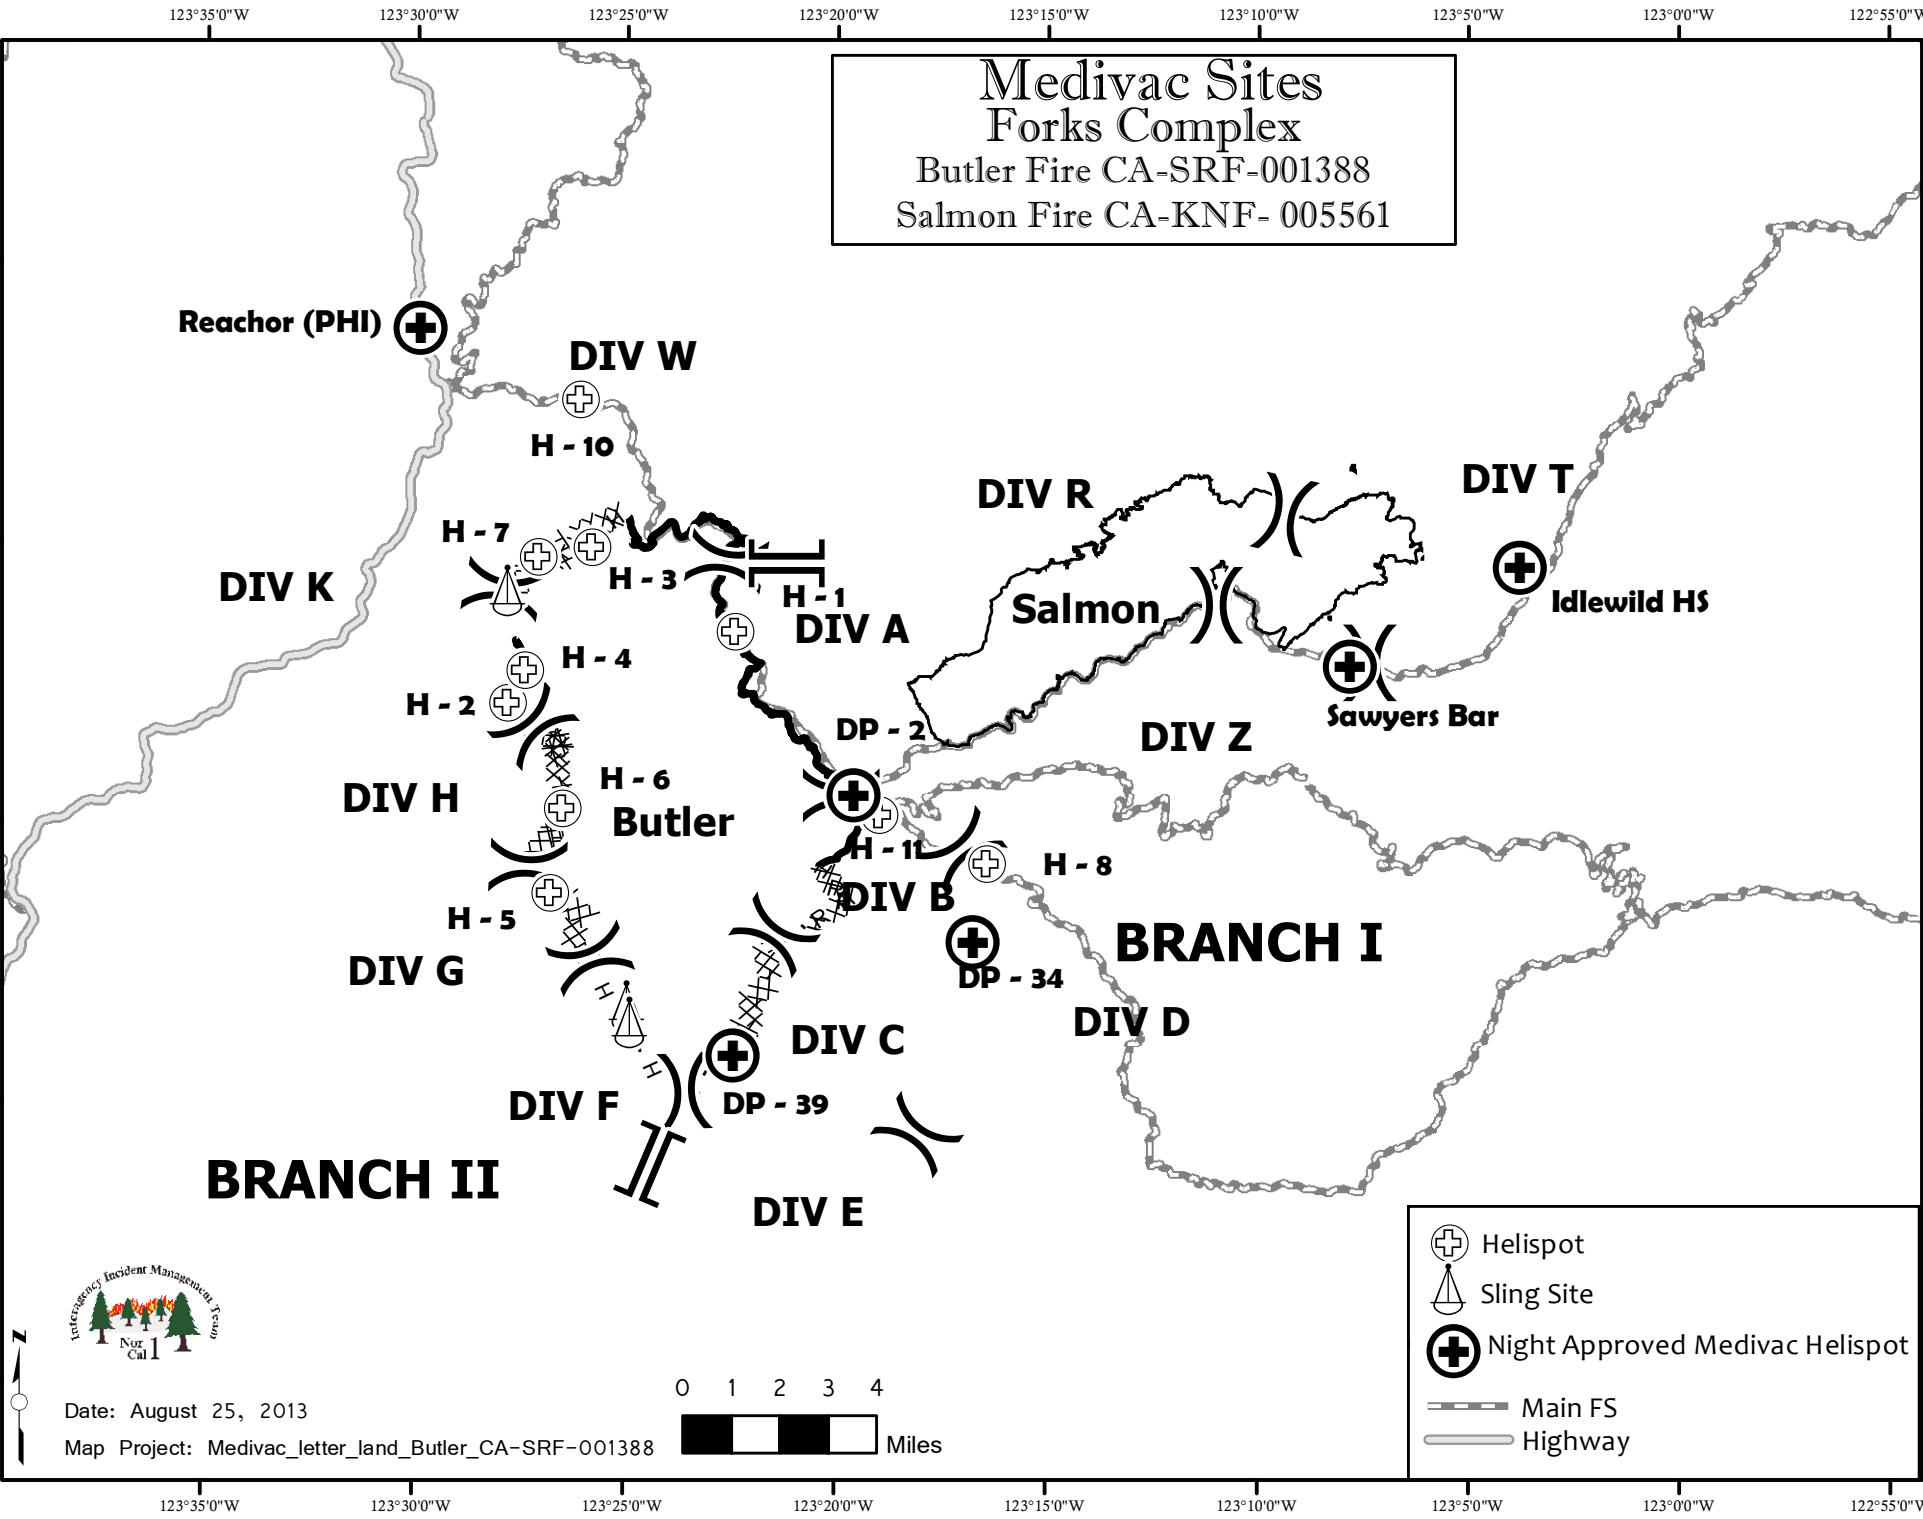 123°35'0"W 123°30'0"W 123°25'0"W 123°20'0"W 123°15'0"W 123°10'0"W 123°5'0"W 123°0'0"W 122°55'0"W
Medivac Sites
Forks Complex
Butler Fire CA-SRF-001388
Salmon Fire CA-KNF- 005561
Reachor (PHI)
DIV W
H - 10
DIV R
DIV T
H - 7
H - 3
DIV K
H - 1
Salmon
Idlewild HS
DIV A
H - 4
H - 2
Sawyers Bar
DP - 2
DIV Z
H - 6
DIV H
Butler
H - 11
H - 8
DIV B
H - 5
R
BRANCH I
DIV G
DP - 34
H
DIV D
DIV C
H
DIV F
DP - 39
BRANCH II
DIV E
Helispot
Sling Site
Night Approved Medivac Helispot
Main FS
Highway
Interagency Incident Management Team
Nor
Cal 1
N
0 1 2 3 4
Miles
Date: August 25, 2013
Map Project: Medivac_letter_land_Butler_CA-SRF-001388
123°35'0"W 123°30'0"W 123°25'0"W 123°20'0"W 123°15'0"W 123°10'0"W 123°5'0"W 123°0'0"W 122°55'0"W